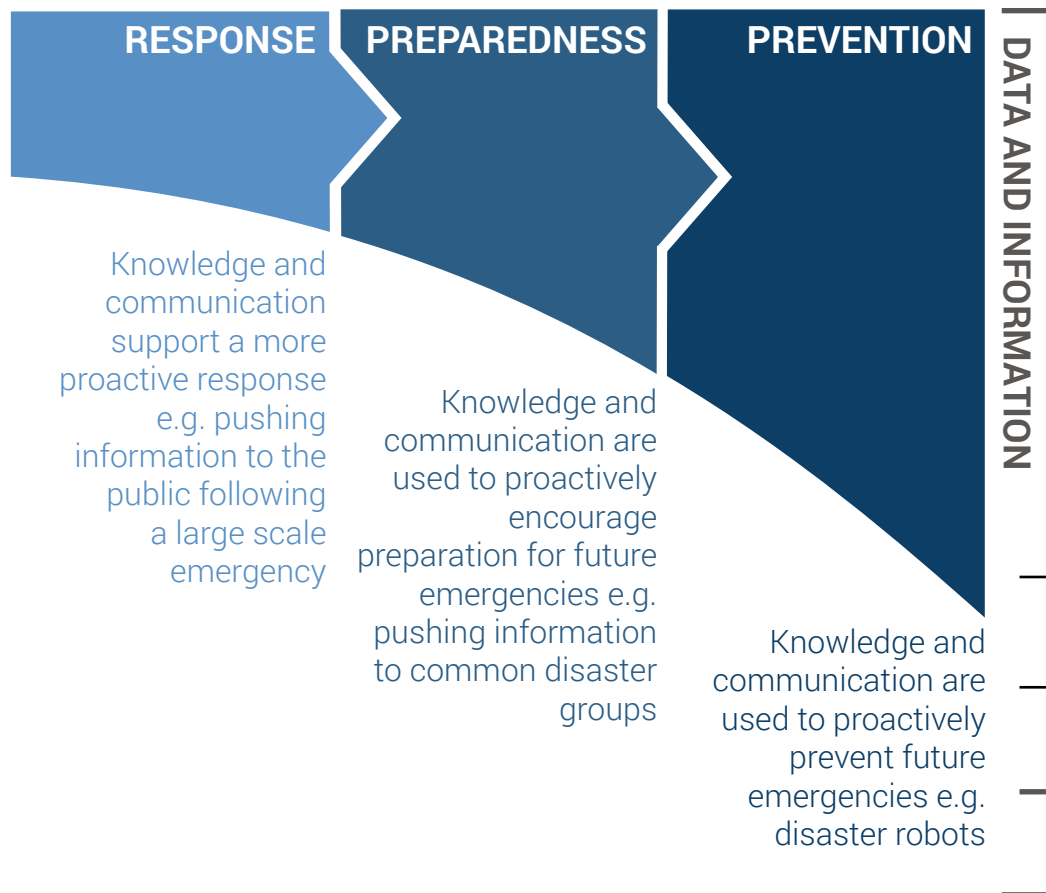 RESPONSE
PREPAREDNESS
PREVENTION
DATA AND INFORMATION
Knowledge and
communication
support a more
proactive response
e.g. pushing
information to the
public following
a large scale
emergency
Knowledge and
communication are
used to proactively
encourage
preparation for future
emergencies e.g.
pushing information
to common disaster
groups
Knowledge and
communication are
used to proactively
prevent future
emergencies e.g.
disaster robots